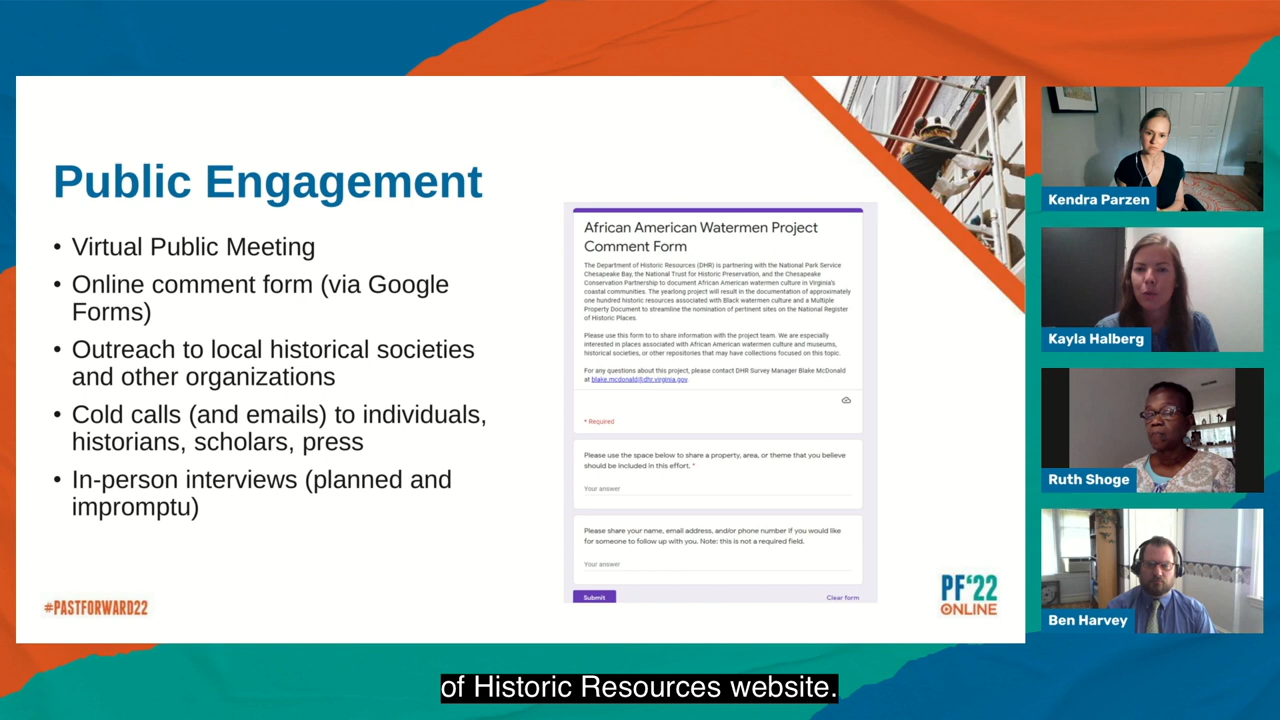 Public Engagement
• Virtual Public Meeting
• Online comment form (via Google
Forms)
• Outreach to local historical societies
and other organizations
• Cold calls (and emails) to individuals,
historians, scholars, press
• In-person interviews (planned and
impromptu)
#PASTFORWARD22
African American Watermen Project
Comment Form
The Department of Historic Resources (DHR) is partnering with the National Park Service
Chesapeake Bay, the National Trust for Historic Preservation, and the Chesapeake
Conservation Partnership to document African American watermen culture in Virginia's
coastal communities. The yearlong project will result in the documentation of approximately
one hundred historic resources associated with Black watermen culture and a Multiple
Property Document to streamline the nomination of pertinent sites on the National Register
of Historic Places.
Please use this form to to share information with the project team. We are especially
interested in places associated with African American watermen culture and museums,
historical societies, or other repositories that may have collections focused on this topic.
For any questions about this project, please contact DHR Survey Manager Blake McDonald
at blake.mcdonald@dhr.virginia.gov.
* Required
Please use the space below to share a property, area, or theme that you believe
should be included in this effort. *
Your answer
Please share your name, email address, and/or phone number if you would like
for someone to follow up with you. Note: this is not a required field.
Your answer
Submit
Clear form
PF'22
ONLINE
Kendra Parzen
Kayla Halberg
Ruth Shoge
Ben Harvey
of Historic Resources website.